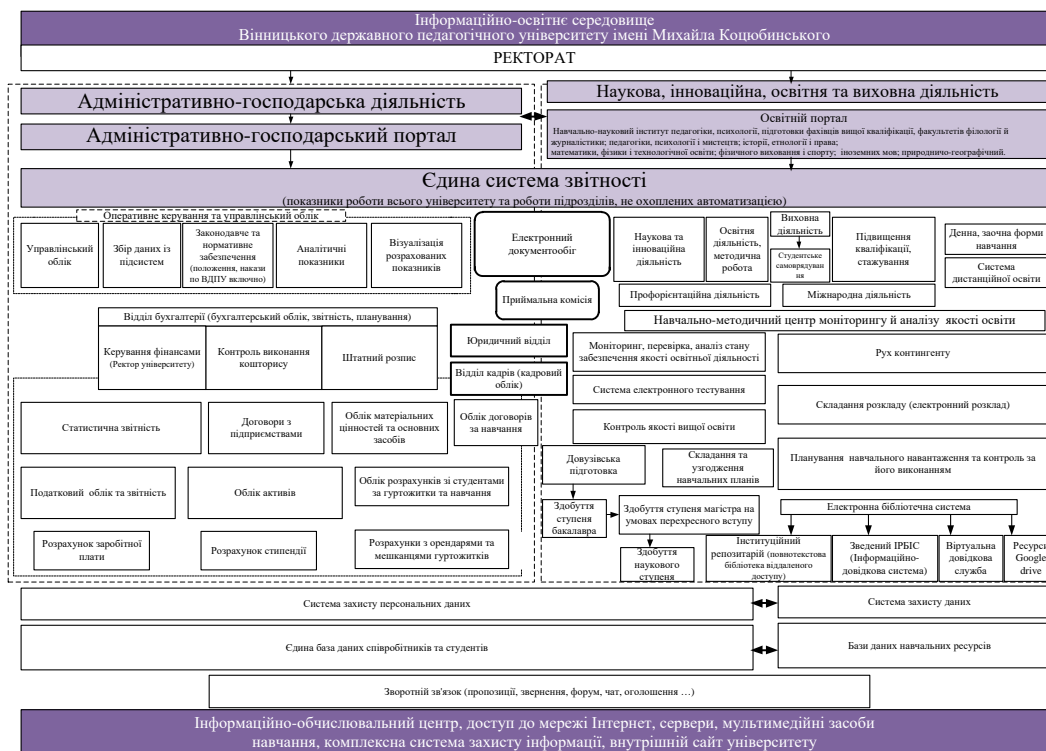 Інформаційно-освітнє середовище
Вінницького державного педагогічного університету імені Михайла Коцюбинського
РЕКТОРАТ
Адміністративно-господарська діяльність
Адміністративно-господарський портал
Наукова, інноваційна, освітня та виховна діяльність
Освітній портал
Навчально-науковий інститут педагогіки, психології, підготовки фахівців вищої кваліфікації, факультетів філології й
журналістики; педагогіки, психології і мистецтв; історії, етнології і права;
математики, фізики і технологічної освіти; фізичного виховання і спорту; іноземних мов; природничо-географічний.
Єдина система звітності
(показники роботи всього університету та роботи підрозділів, не охоплених автоматизацією)
Оперативне керування та управлінський облік
Управлінський
облік
Збір даних із
підсистем
Законодавче та
нормативне
забезпечення
(положення, накази
по ВДПУ включно)
Аналітичні
показники
Візуалізація
розрахованих
показників
Електронний
документообіг
Приймальна комісія
Наукова та
інноваційна
діяльність
Освітня
діяльність,
методична
робота
Виховна
діяльність
Студентське
самоврядуван
ня
Підвищення
кваліфікації,
стажування
Денна, заочна форми
навчання
Система
дистанційної освіти
Профорієнтаційна діяльність
Міжнародна діяльність
Відділ бухгалтерії (бухгалтерський облік, звітність, планування)
Керування фінансами
(Ректор університету)
Контроль виконання
кошторису
Штатний розпис
Юридичний відділ
Відділ кадрів (кадровий
облік)
Навчально-методичний центр моніторингу й аналізу якості освіти
Моніторинг, перевірка, аналіз стану
забезпечення якості освітньої діяльності
Рух контингенту
Система електронного тестування
Складання розкладу (електронний розклад)
Контроль якості вищої освіти
Статистична звітність
Договори з
підприємствами
Облік матеріальних
цінностей та основних
засобів
Облік договорів
за навчання
Довузівська
підготовка
Складання та
узгодження
навчальних планів
Планування навчального навантаження та контроль за
його виконанням
Податковий облік та звітність
Облік активів
Облік розрахунків зі студентами
за гуртожитки та навчання
Здобуття
ступеня
бакалавра
Здобуття ступеня магістра на
умовах перехресного вступу
Здобуття
наукового
ступеня
Електронна бібліотечна система
Інституційний
репозитарій (повнотекстова
бібліотека віддаленого
доступу)
Зведений ІРБІС
(Інформаційно-
довідкова система)
Віртуальна
довідкова
служба
Ресурси
Google
drive
Розрахунок заробітної
плати
Розрахунок стипендії
Розрахунки з орендарями та
мешканцями гуртожитків
Система захисту персональних даних
Система захисту даних
Єдина база даних співробітників та студентів
Бази даних навчальних ресурсів
Зворотній зв'язок (пропозиції, звернення, форум, чат, оголошення ...)
Інформаційно-обчислювальний центр, доступ до мережі Інтернет, сервери, мультимедійні засоби
навчання, комплексна система захисту інформації, внутрішній сайт університету